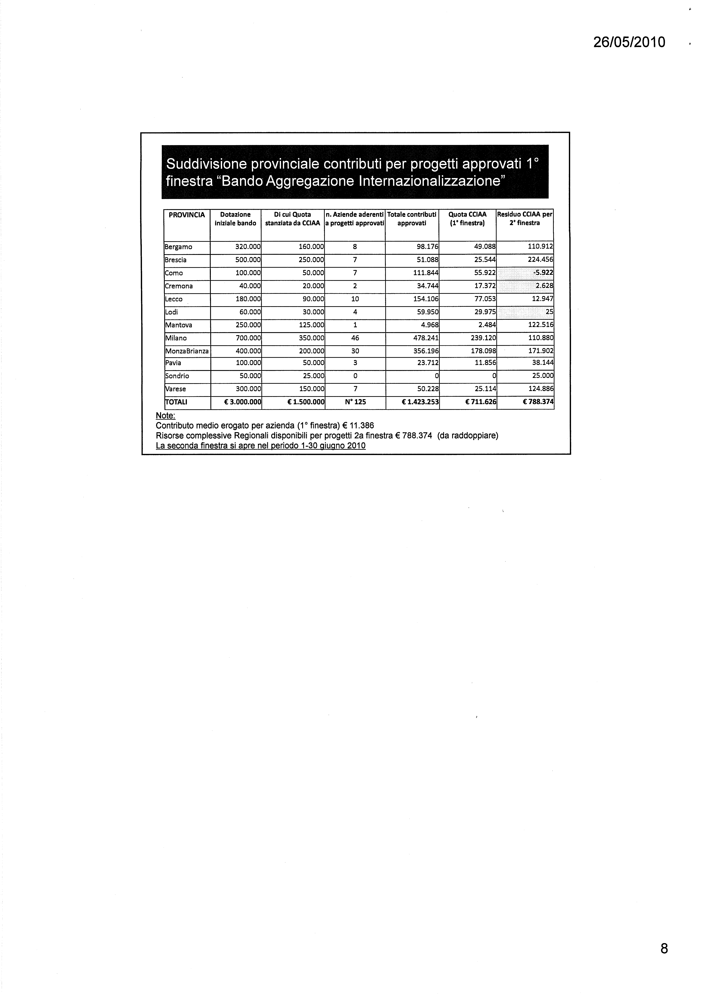 26/05/2010
Suddivisione provinciale contributi per progetti approvati 1°
finestra “Bando Aggregazione Internazionalizzazione”
PROVINCIA Dotazione iniziale bando Di cui Quota stanziata da CCIAA n. Aziende aderenti a progetti approvati Totale contributi approvati Quota CCIAA (1° finestra) Residuo CCIAA per 2° finestra
Bergamo 320.000 160.000 8 98.176 49.088 110.912
Brescia 500.000 250.000 7 51.088 25.544 224.456
Como 100.000 50.000 7 111.844 55.922 -5.922
Cremona 40.000 20.000 2 34.744 17.372 2.628
Lecco 180.000 90.000 10 154.106 77.053 12.947
Lodi 60.000 30.000 4 59.950 29.975 25
Mantova 250.000 125.000 1 4.968 2.484 122.516
Milano 700.000 350.000 46 478.241 239.120 110.880
MonzaBrianza 400.000 200.000 30 356.196 178.098 171.902
Pavia 100.000 50.000 3 23.712 11.856 38.144
Sondrio 50.000 25.000 0 0 0 25.000
Varese 300.000 150.000 7 50.228 25.114 124.886
TOTALI € 3.000.000 € 1.500.000 N° 125 € 1.423.253 € 711.626 € 788.374
Note:
Contributo medio erogato per azienda (1° finestra) € 11.386
Risorse complessive Regionali disponibili per progetti 2a finestra € 788.374 (da raddoppiare)
La seconda finestra si apre nel periodo 1-30 giugno 2010
8